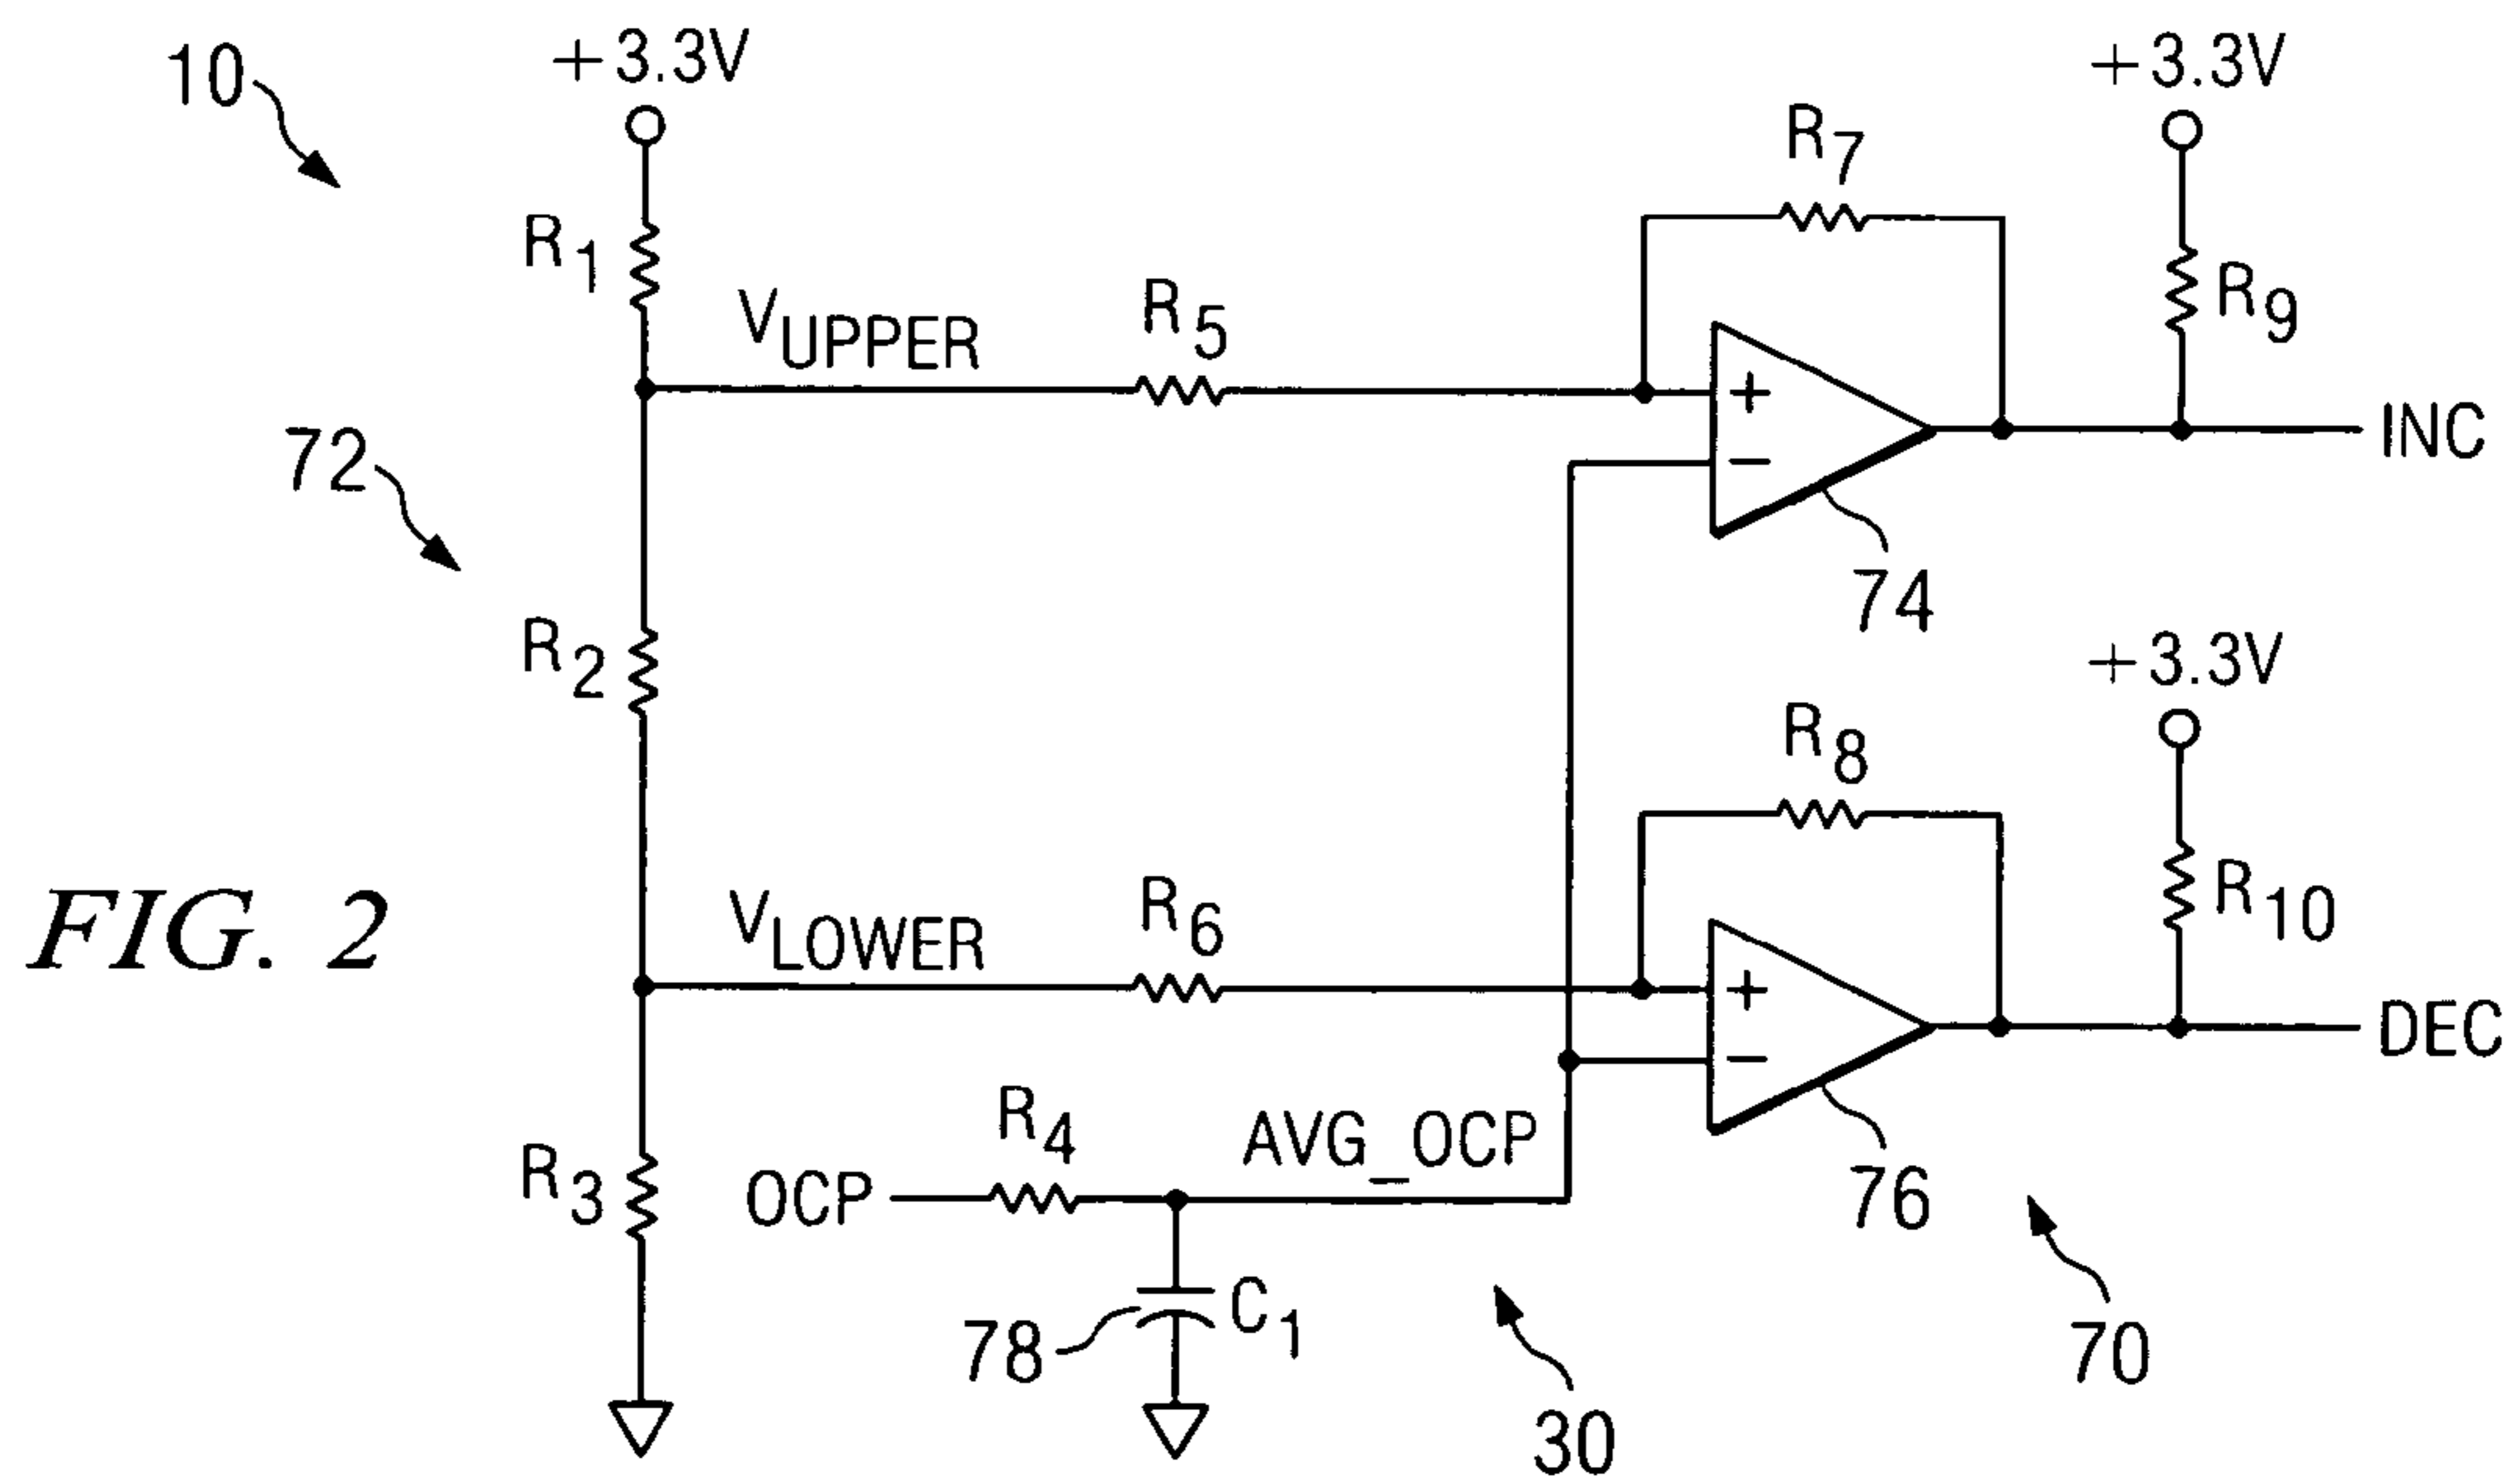 10
+3.3V
+3.3V
R7
R1
VUPPER
R5
R9
+
−
INC
72
74
R2
+3.3V
R8
FIG. 2
VLOWER
R6
R10
+
−
DEC
R4
AVG_OCP
R3
OCP
76
78
C1
70
30